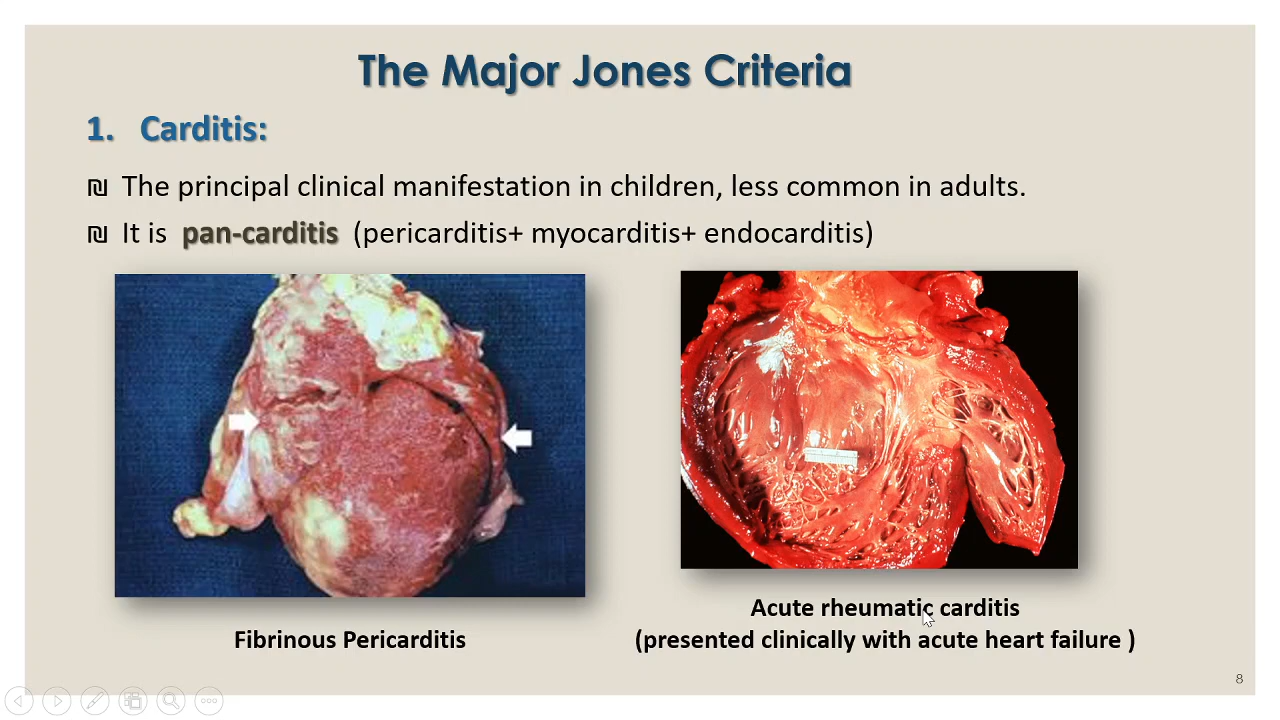 The Major Jones Criteria
1. Carditis:
₪ The principal clinical manifestation in children, less common in adults.
₪ It is pan-carditis (pericarditis+ myocarditis+ endocarditis)
Fibrinous Pericarditis
Acute rheumatic carditis
(presented clinically with acute heart failure )
8